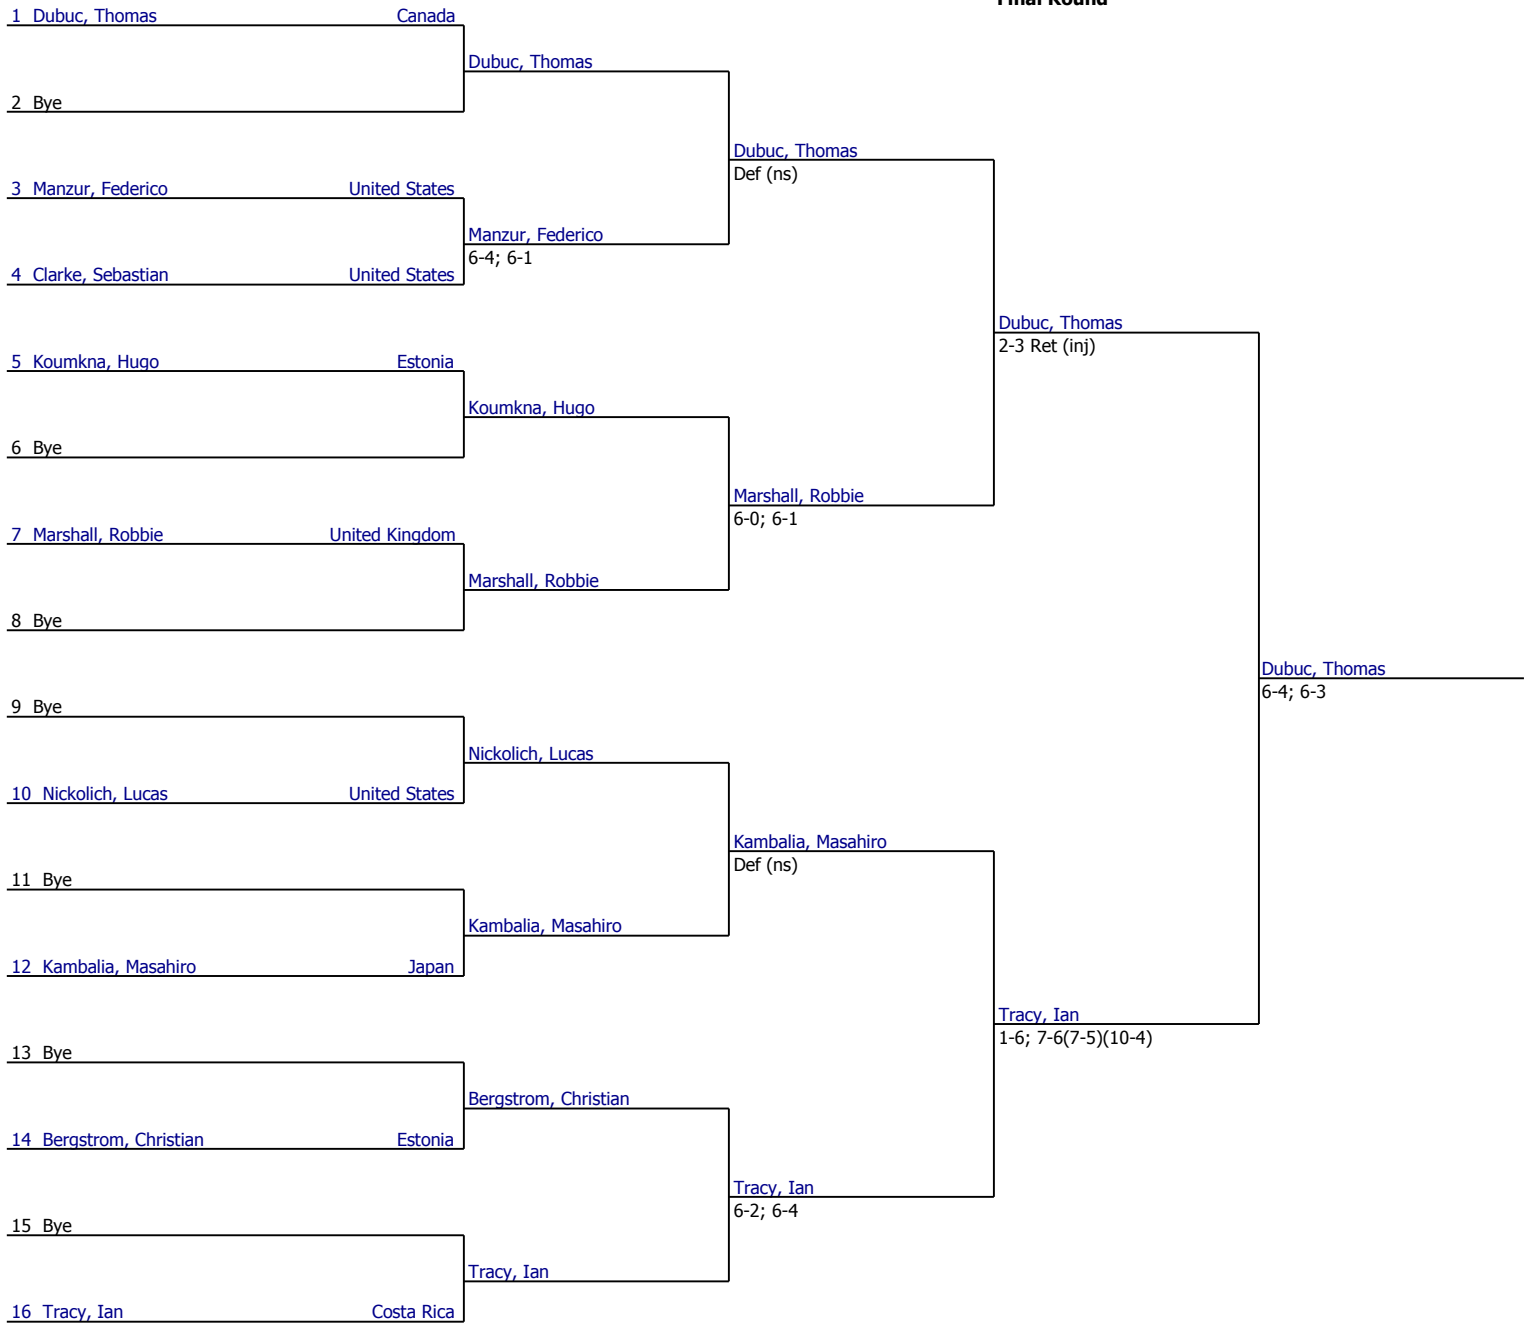 Final Round
1 Dubuc, Thomas Canada
Dubuc, Thomas
2 Bye
Dubuc, Thomas
Def (ns)
3 Manzur, Federico United States
Manzur, Federico
6-4; 6-1
4 Clarke, Sebastian United States
Dubuc, Thomas
2-3 Ret (inj)
5 Koumkna, Hugo Estonia
Koumkna, Hugo
6 Bye
Marshall, Robbie
6-0; 6-1
7 Marshall, Robbie United Kingdom
Marshall, Robbie
8 Bye
Dubuc, Thomas
6-4; 6-3
9 Bye
Nickolich, Lucas
10 Nickolich, Lucas United States
Kambalia, Masahiro
Def (ns)
11 Bye
Kambalia, Masahiro
12 Kambalia, Masahiro Japan
Tracy, Ian
1-6; 7-6(7-5)(10-4)
13 Bye
Bergstrom, Christian
14 Bergstrom, Christian Estonia
Tracy, Ian
6-2; 6-4
15 Bye
Tracy, Ian
16 Tracy, Ian Costa Rica